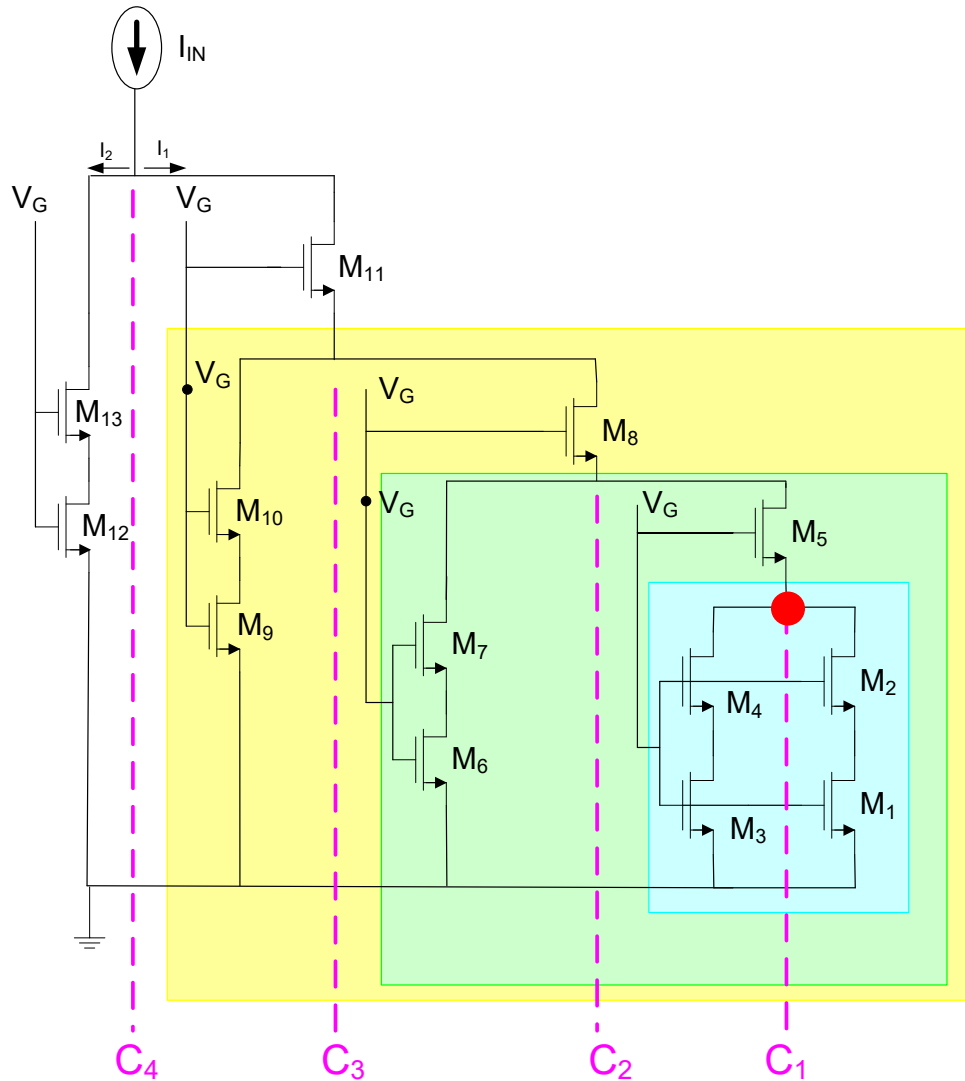 I_IN
I_2 I_1
V_G V_G
M_11
V_G V_G
M_13 M_8
V_G V_G
M_10
M_12 M_5
M_9
M_7 M_2
M_4
M_6
M_3 M_1
C_4 C_3 C_2 C_1